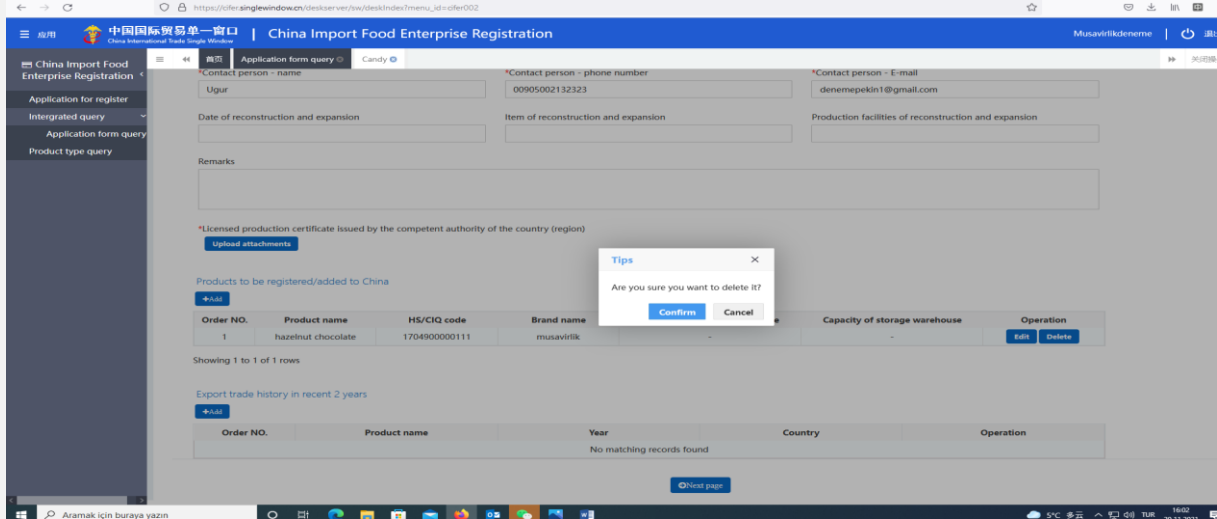 https://cifer.singlewindow.cn/deskserver/sw/deskIndex?menu_id=cifer002
应用
中国国际贸易单一窗口
China International Trade Single Window
China Import Food Enterprise Registration
Musavirlikdeneme
China Import Food
Enterprise Registration
Application for register
Intergrated query
Application form query
Product type query
首页 Application form query Candy
*Contact person - name *Contact person - phone number *Contact person - E-mail
Ugur 00905002132323 denemepekin1@gmail.com
Date of reconstruction and expansion Item of reconstruction and expansion Production facilities of reconstruction and expansion
Remarks
*Licensed production certificate issued by the competent authority of the country (region)
Upload attachments
Tips
Are you sure you want to delete it?
Confirm Cancel
Products to be registered/added to China
+Add
Order NO. Product name HS/CIQ code Brand name Capacity of storage warehouse Operation
1 hazelnut chocolate 1704900000111 musavirlik - - Edit Delete
Showing 1 to 1 of 1 rows
Export trade history in recent 2 years
+Add
Order NO. Product name Year Country Operation
No matching records found
Next page
Aramak için buraya yazın
5°C 多云 TUR 16:02